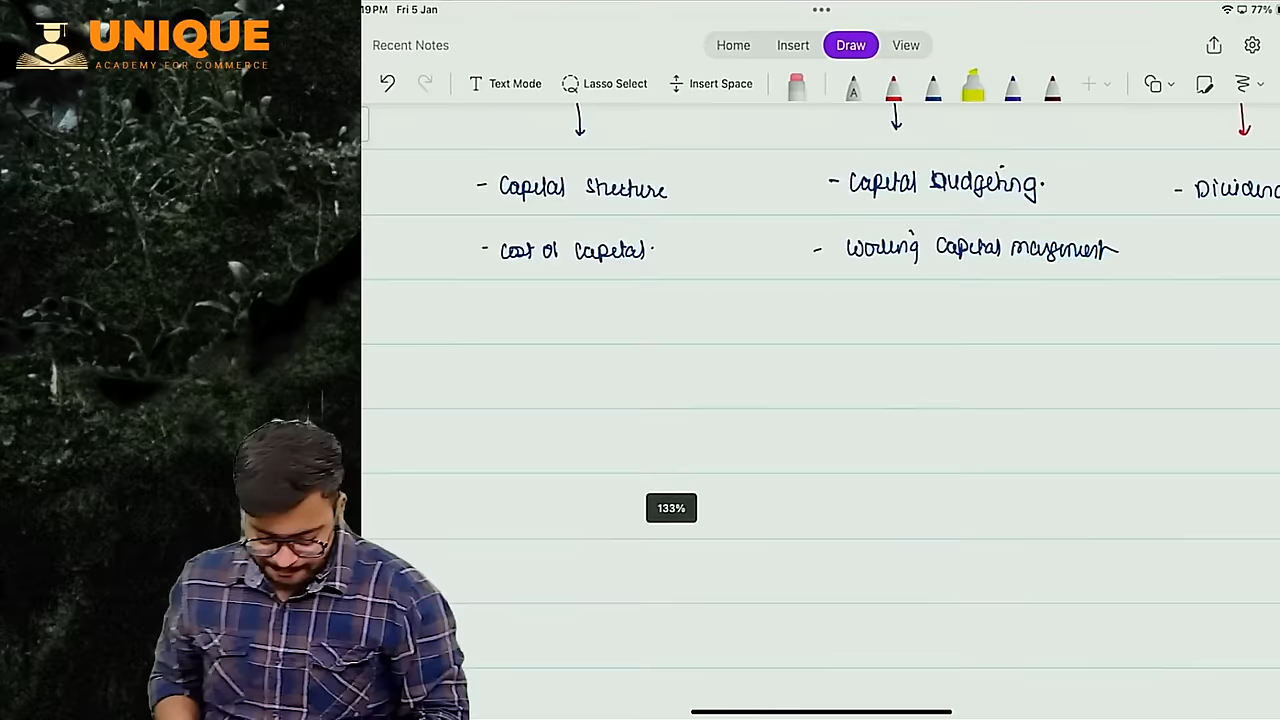 UNIQUE
ACADEMY FOR COMMERCE
19PM Fri 5 Jan
77%
Recent Notes
Home Insert Draw View
Text Mode Lasso Select Insert Space
A
- Capital Structure
- Capital budgeting.
- Dividend
- Cost of Capital.
- Working Capital management
133%